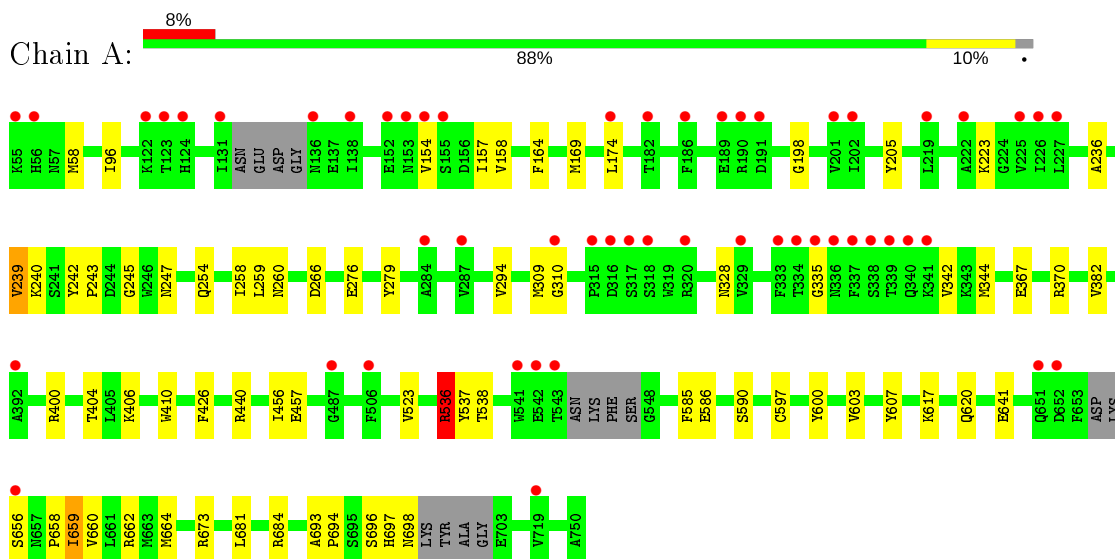 8%
Chain A:
88% 10% •
K55 H56 N57 M58 I96 K122 T123 H124 I131 ASN GLU ASP GLY N136 E137 I138 E152 N153 V154 S155 D156 I157 V158 F164 M169 L174 T182 F186 E189 R190 D191 G198 V201 I202 Y205 L219 A222 K223 G224 V225 I226 L227 A236
V239 K240 S241 Y242 P243 D244 G245 W246 N247 Q254 I258 L259 N260 D266 E276 Y279 A284 V287 V294 M309 G310 P315 D316 S317 S318 W319 R320 N328 V329 F333 T334 G335 N336 F337 S338 T339 Q340 K341 V342 K343 M344 E367 R370 V382
A392 R400 T404 L405 K406 W410 F426 R440 I456 E457 G487 F506 V523 R536 Y537 T538 W541 E542 T543 ASN LYS PHE SER G548 F585 E586 S590 C597 Y600 V603 Y607 K617 Q620 E641 Q651 D652 F653 ASP LYS
S656 N657 P658 I659 V660 L661 R662 M663 M664 R673 L681 R684 A693 P694 S695 S696 H697 N698 LYS TYR ALA GLY E703 V719 A750